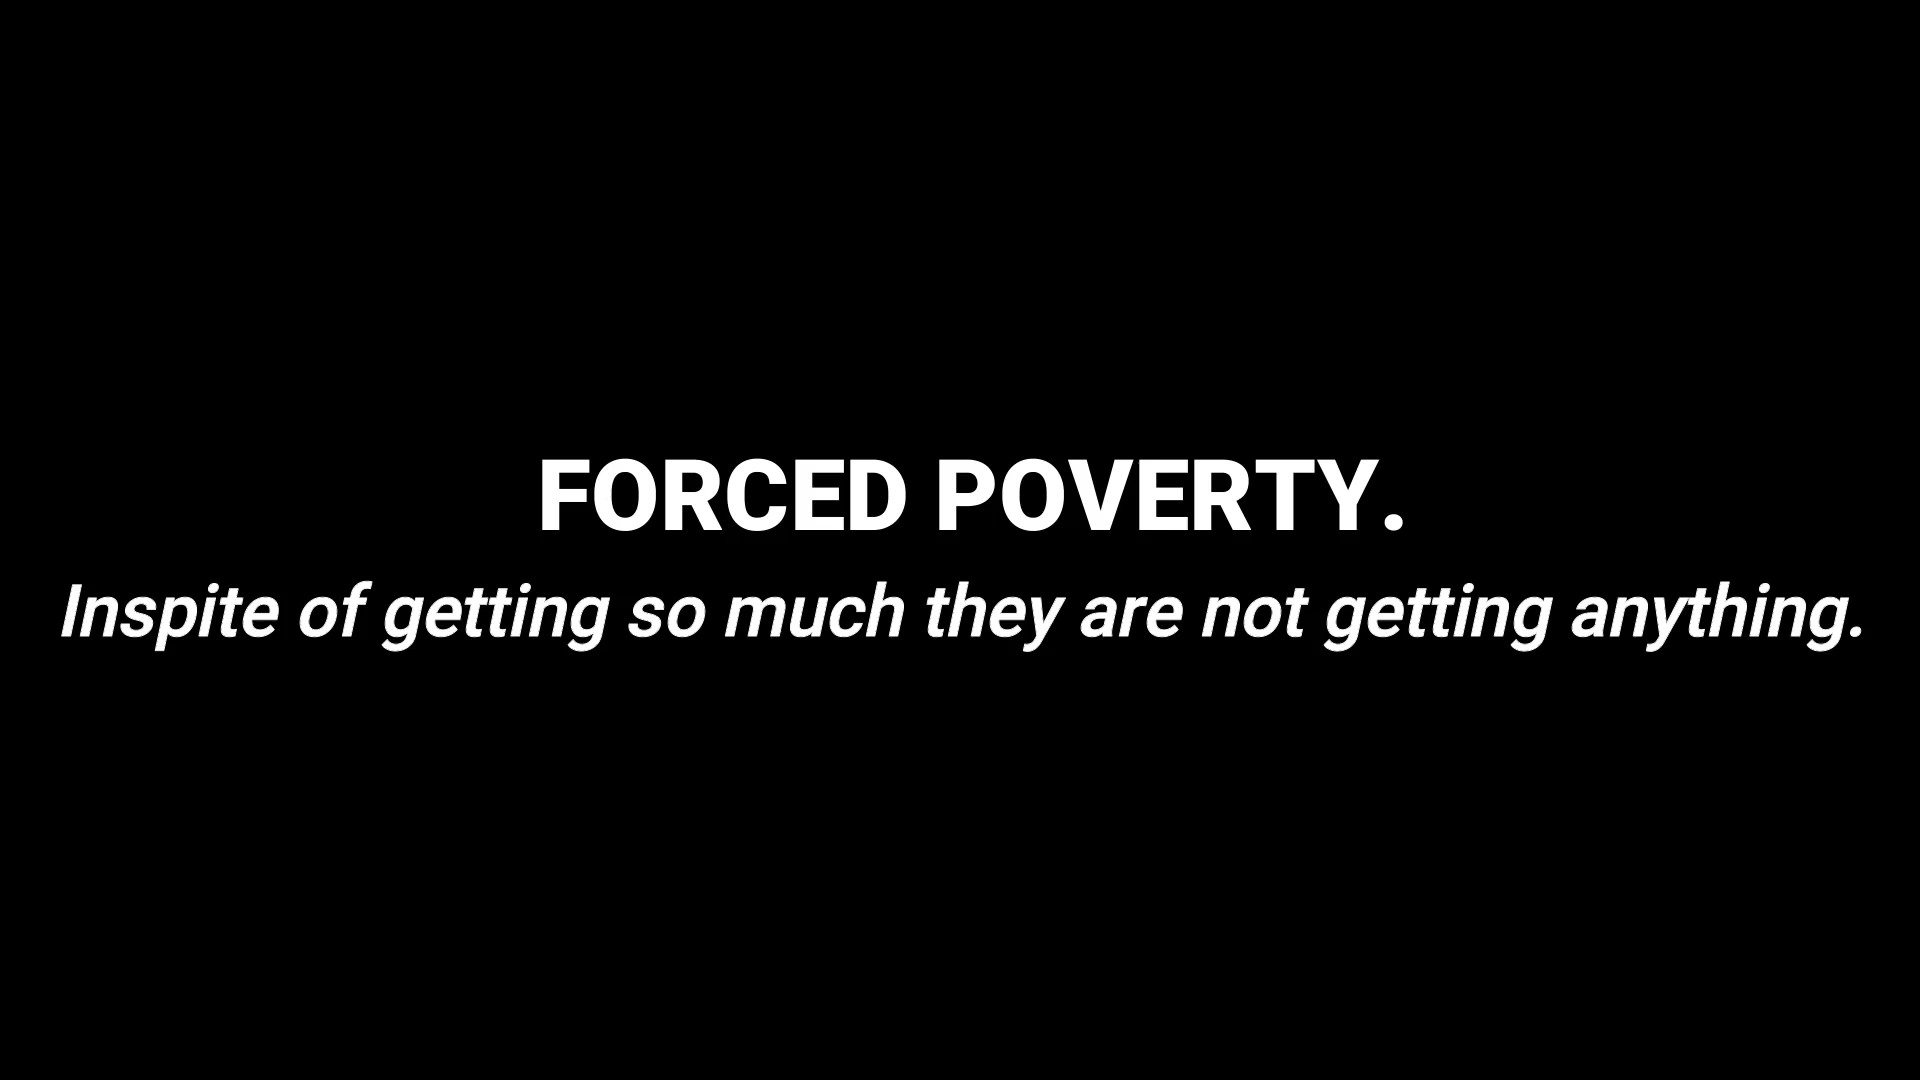 FORCED POVERTY.
Inspite of getting so much they are not getting anything.